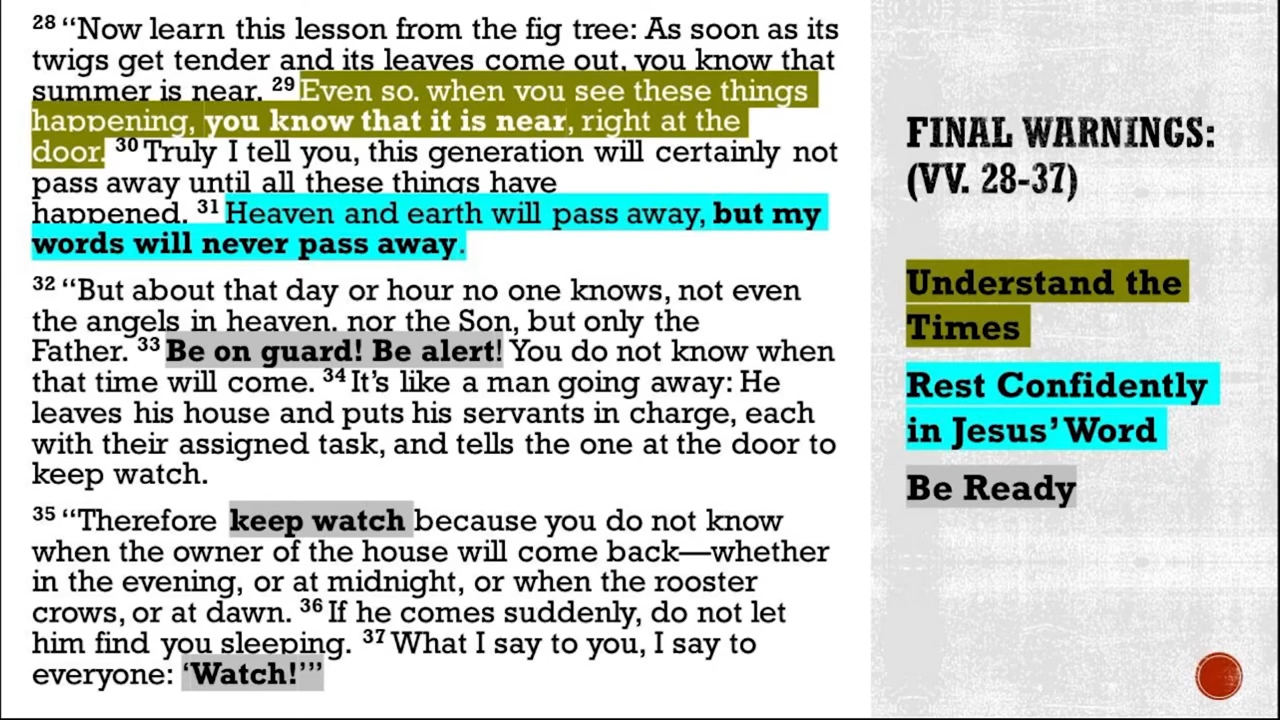 28 “Now learn this lesson from the fig tree: As soon as its
twigs get tender and its leaves come out, you know that
summer is near. 29 Even so, when you see these things
happening, you know that it is near, right at the
door. 30 Truly I tell you, this generation will certainly not
pass away until all these things have
happened. 31 Heaven and earth will pass away, but my
words will never pass away.
32 “But about that day or hour no one knows, not even
the angels in heaven, nor the Son, but only the
Father. 33 Be on guard! Be alert! You do not know when
that time will come. 34 It’s like a man going away: He
leaves his house and puts his servants in charge, each
with their assigned task, and tells the one at the door to
keep watch.
35 “Therefore keep watch because you do not know
when the owner of the house will come back—whether
in the evening, or at midnight, or when the rooster
crows, or at dawn. 36 If he comes suddenly, do not let
him find you sleeping. 37 What I say to you, I say to
everyone: ‘Watch!’”
FINAL WARNINGS:
(VV. 28-37)
Understand the
Times
Rest Confidently
in Jesus’ Word
Be Ready